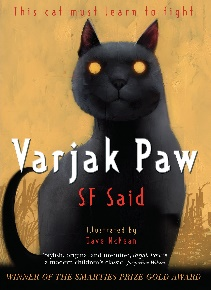 This cat must learn to fight
Varjak Paw
SF Said
Illustrated by
Dave McKean
WINNER OF THE SMARTIES PRIZE GOLD AWARD